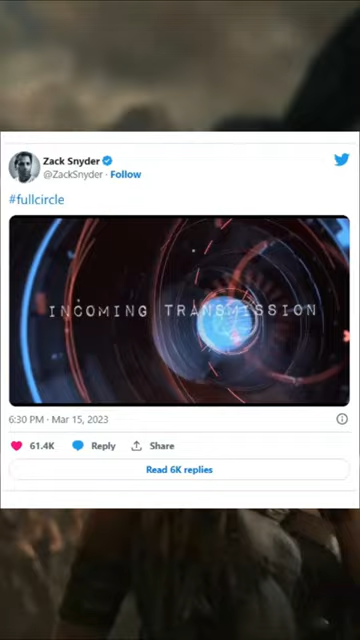 Zack Snyder
@ZackSnyder · Follow
#fullcircle
INCOMING TRANSMISSION
6:30 PM · Mar 15, 2023
61.4K Reply Share
Read 6K replies